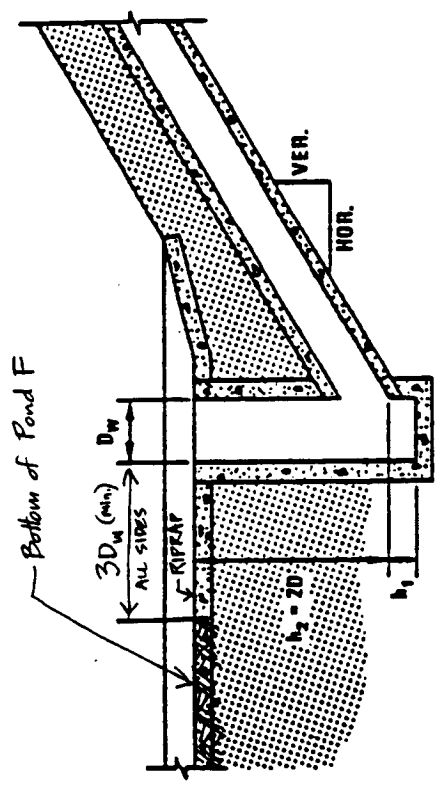 Bottom of Pond F
3Dw (min.)
ALL SIDES
RIPRAP
Dw
h2 = 2D
h1
VER.
HOR.